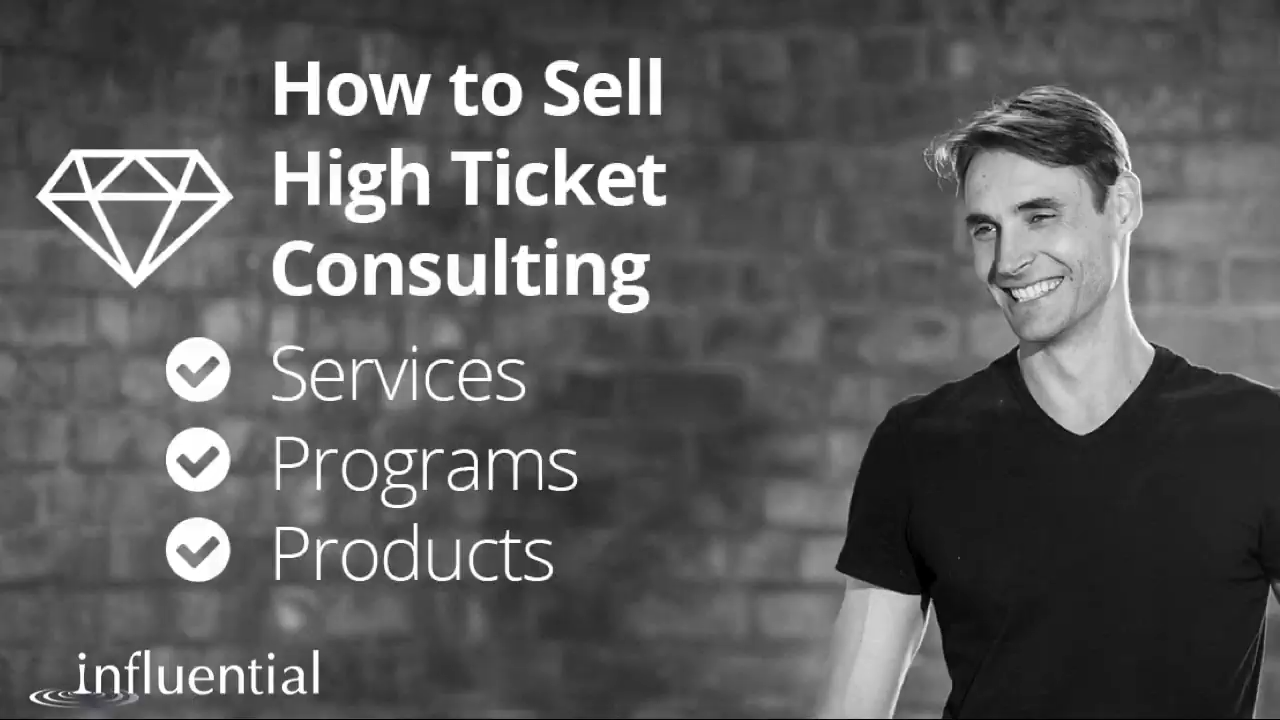 How to Sell
High Ticket
Consulting
Services
Programs
Products
influential